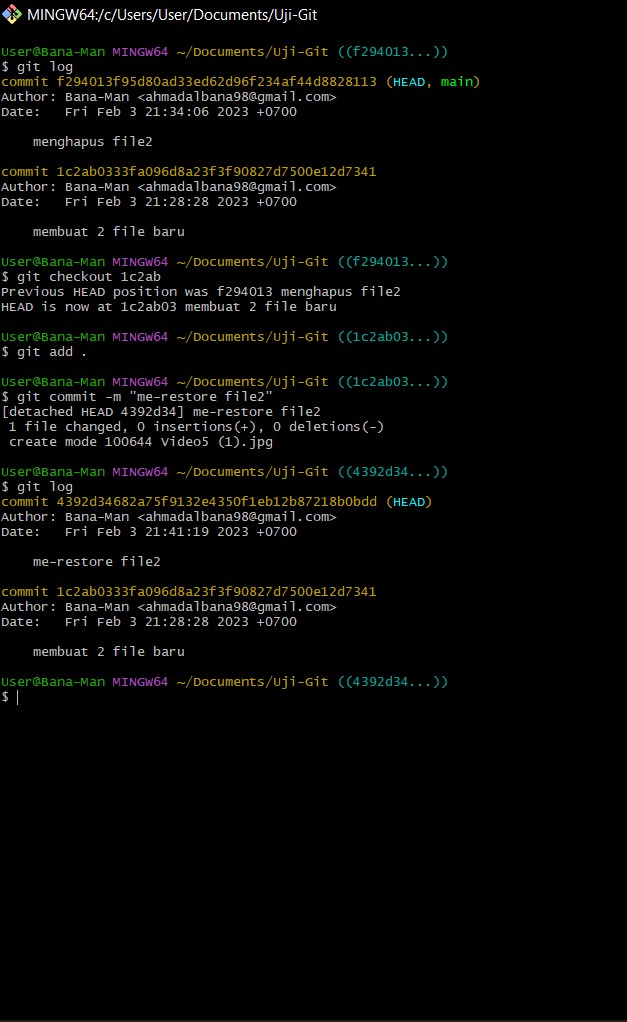 MINGW64:/c/Users/User/Documents/Uji-Git
User@Bana-Man MINGW64 ~/Documents/Uji-Git ((f294013...))
$ git log
commit f294013f95d80ad33ed62d96f234af44d8828113 (HEAD, main)
Author: Bana-Man <ahmadalbana98@gmail.com>
Date:   Fri Feb 3 21:34:06 2023 +0700
    menghapus file2
commit 1c2ab0333fa096d8a23f3f90827d7500e12d7341
Author: Bana-Man <ahmadalbana98@gmail.com>
Date:   Fri Feb 3 21:28:28 2023 +0700
    membuat 2 file baru
User@Bana-Man MINGW64 ~/Documents/Uji-Git ((f294013...))
$ git checkout 1c2ab
Previous HEAD position was f294013 menghapus file2
HEAD is now at 1c2ab03 membuat 2 file baru
User@Bana-Man MINGW64 ~/Documents/Uji-Git ((1c2ab03...))
$ git add .
User@Bana-Man MINGW64 ~/Documents/Uji-Git ((1c2ab03...))
$ git commit -m "me-restore file2"
[detached HEAD 4392d34] me-restore file2
 1 file changed, 0 insertions(+), 0 deletions(-)
 create mode 100644 Video5 (1).jpg
User@Bana-Man MINGW64 ~/Documents/Uji-Git ((4392d34...))
$ git log
commit 4392d34682a75f9132e4350f1eb12b87218b0bdd (HEAD)
Author: Bana-Man <ahmadalbana98@gmail.com>
Date:   Fri Feb 3 21:41:19 2023 +0700
    me-restore file2
commit 1c2ab0333fa096d8a23f3f90827d7500e12d7341
Author: Bana-Man <ahmadalbana98@gmail.com>
Date:   Fri Feb 3 21:28:28 2023 +0700
    membuat 2 file baru
User@Bana-Man MINGW64 ~/Documents/Uji-Git ((4392d34...))
$